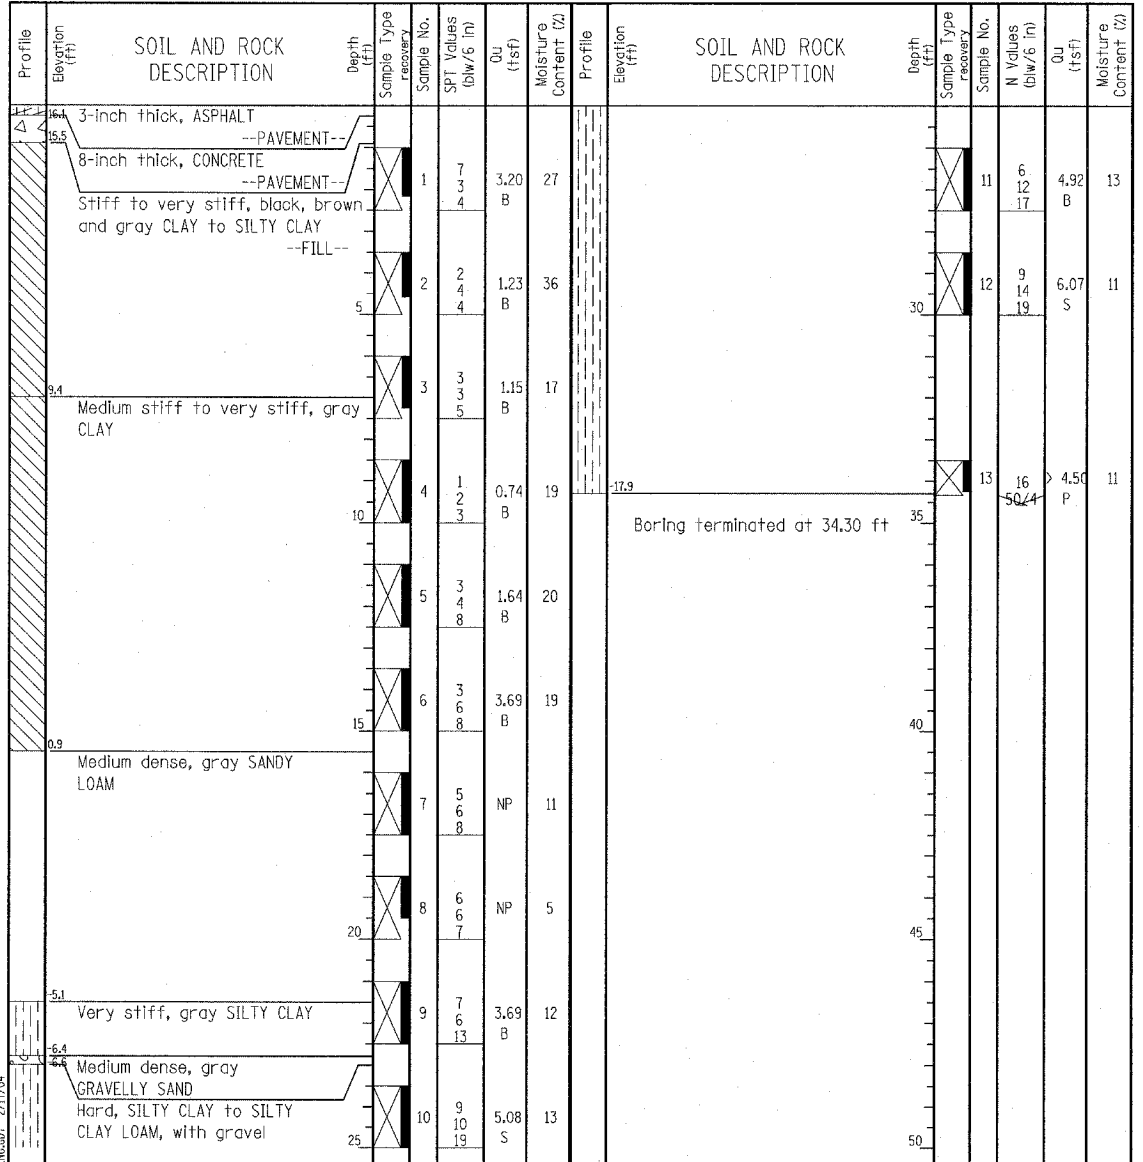 Profile
Elevation (ft)
SOIL AND ROCK
DESCRIPTION
Depth (ft)
Sample Type
recovery
Sample No.
SPT Values
(blw/6 in)
Qu
(tsf)
Moisture
Content (%)
16.1 3-inch thick, ASPHALT
--PAVEMENT--
15.5
8-inch thick, CONCRETE
--PAVEMENT--
Stiff to very stiff, black, brown
and gray CLAY to SILTY CLAY
--FILL--
1 7 3 4 3.20 B 27
2 2 4 4 1.23 B 36
5
3 3 3 5 1.15 B 17
9.4
Medium stiff to very stiff, gray
CLAY
4 1 2 3 0.74 B 19
10
5 3 4 8 1.64 B 20
6 3 6 8 3.69 B 19
15
0.9
Medium dense, gray SANDY
LOAM
7 5 6 8 NP 11
8 6 6 7 NP 5
20
-5.1
Very stiff, gray SILTY CLAY
9 7 6 13 3.69 B 12
-6.4
-6.6
Medium dense, gray
GRAVELLY SAND
Hard, SILTY CLAY to SILTY
CLAY LOAM, with gravel
10 9 10 19 5.08 S 13
25
Profile
Elevation (ft)
SOIL AND ROCK
DESCRIPTION
Depth (ft)
Sample Type
recovery
Sample No.
N Values
(blw/6 in)
Qu
(tsf)
Moisture
Content (%)
11 6 12 17 4.92 B 13
12 9 14 19 6.07 S 11
30
13 16 50/4 > 4.50 P 11
-17.9
Boring terminated at 34.30 ft
35
40
45
50